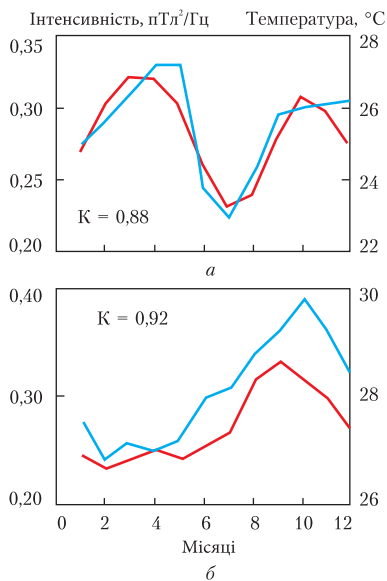 Інтенсивність, пТл²/Гц Температура, °C
0,35 28
0,30 26
0,25 24
K = 0,88
0,20 22
а
0,40 30
K = 0,92
0,30 28
0,20 26
0 2 4 6 8 10 12
Місяці
б